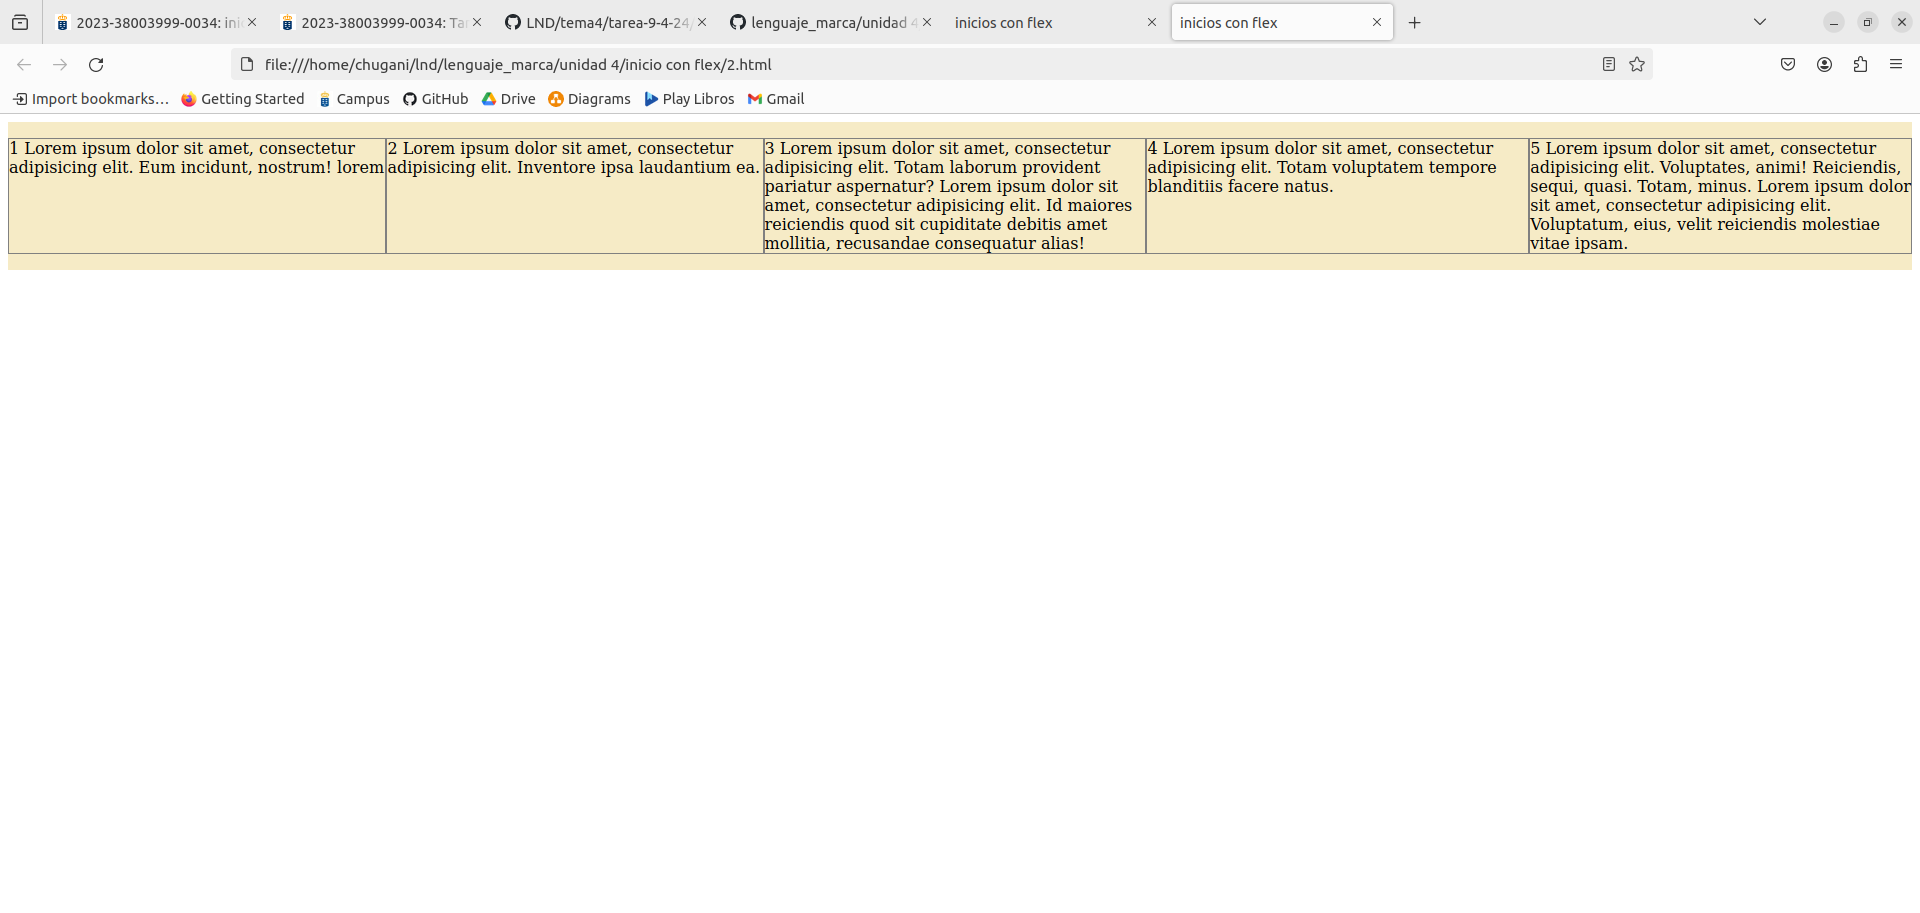 2023-38003999-0034: ini
2023-38003999-0034: Ta
LND/tema4/tarea-9-4-24/
lenguaje_marca/unidad 4
inicios con flex
inicios con flex
file:///home/chugani/lnd/lenguaje_marca/unidad 4/inicio con flex/2.html
Import bookmarks…
Getting Started
Campus
GitHub
Drive
Diagrams
Play Libros
Gmail
1 Lorem ipsum dolor sit amet, consectetur
adipisicing elit. Eum incidunt, nostrum! lorem
2 Lorem ipsum dolor sit amet, consectetur
adipisicing elit. Inventore ipsa laudantium ea.
3 Lorem ipsum dolor sit amet, consectetur
adipisicing elit. Totam laborum provident
pariatur aspernatur? Lorem ipsum dolor sit
amet, consectetur adipisicing elit. Id maiores
reiciendis quod sit cupiditate debitis amet
mollitia, recusandae consequatur alias!
4 Lorem ipsum dolor sit amet, consectetur
adipisicing elit. Totam voluptatem tempore
blanditiis facere natus.
5 Lorem ipsum dolor sit amet, consectetur
adipisicing elit. Voluptates, animi! Reiciendis,
sequi, quasi. Totam, minus. Lorem ipsum dolor
sit amet, consectetur adipisicing elit.
Voluptatum, eius, velit reiciendis molestiae
vitae ipsam.